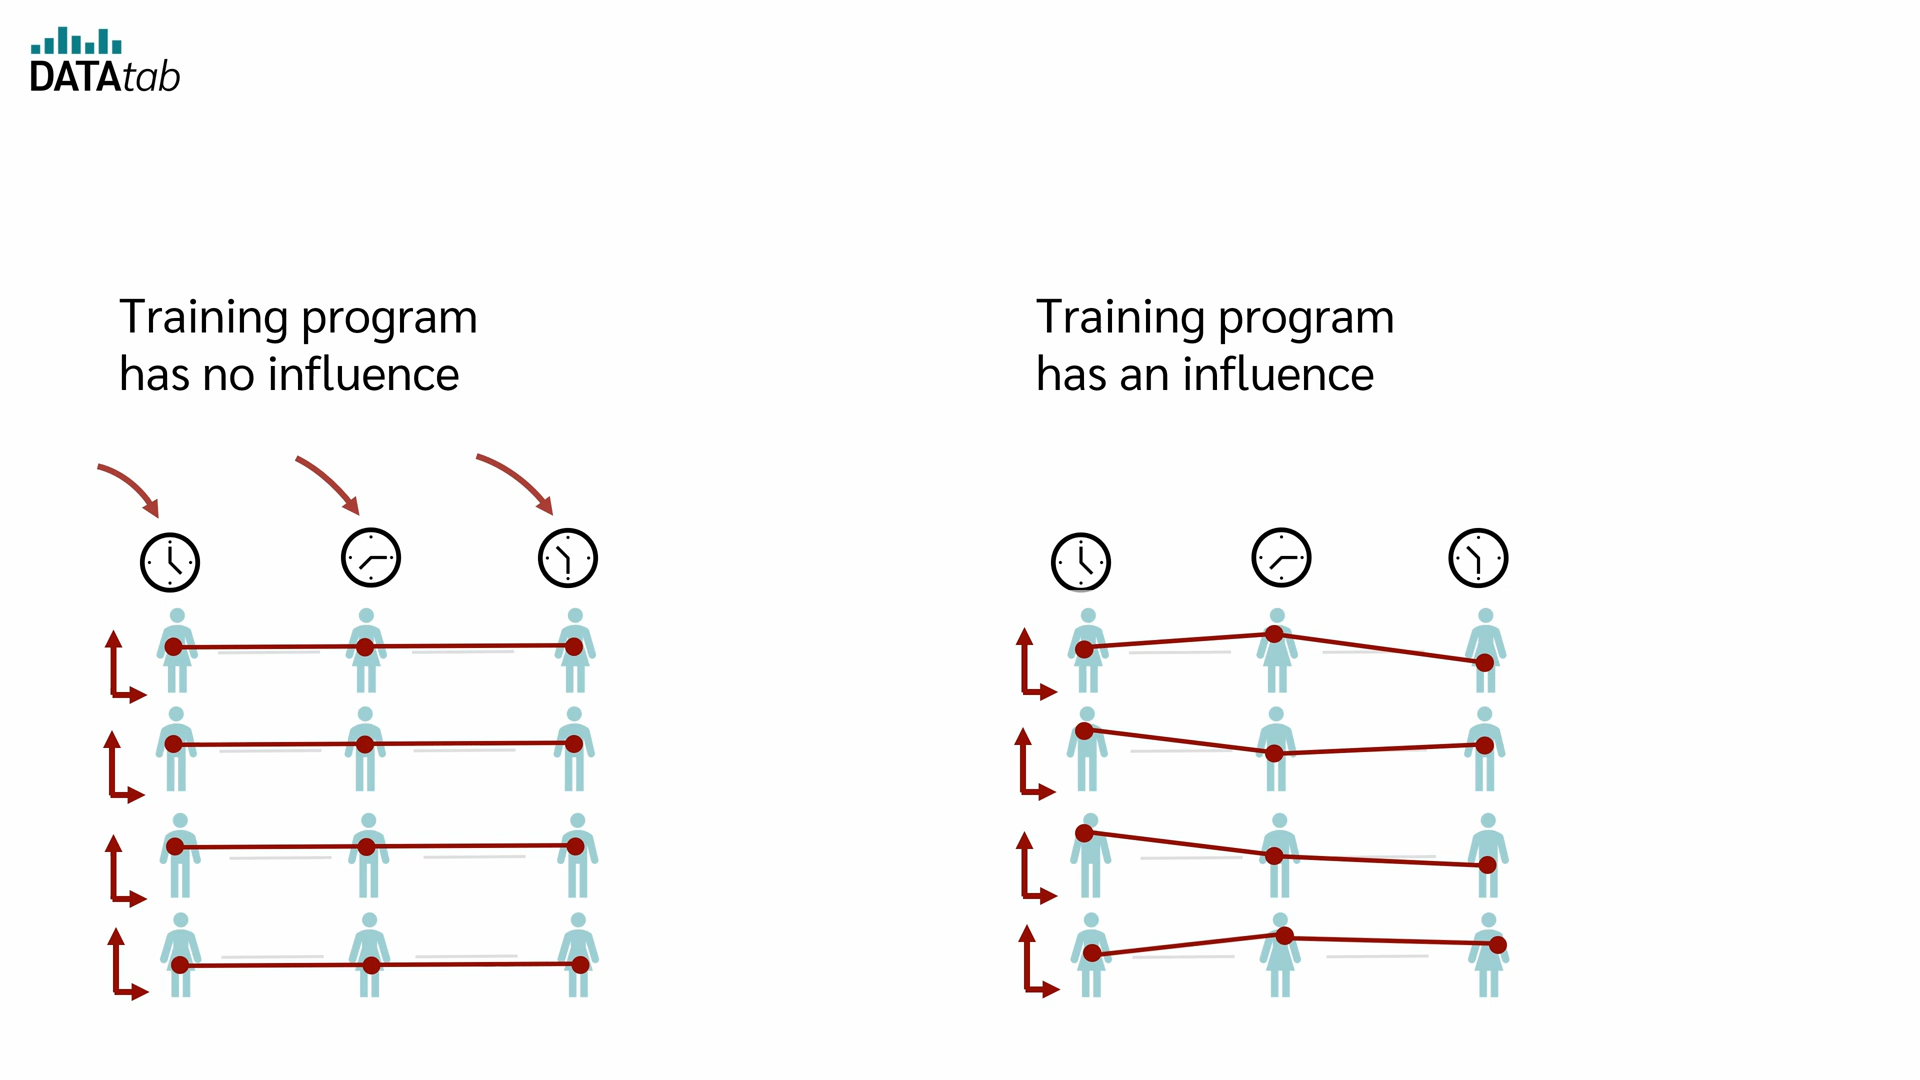 DATAtab
Training program
has no influence
Training program
has an influence